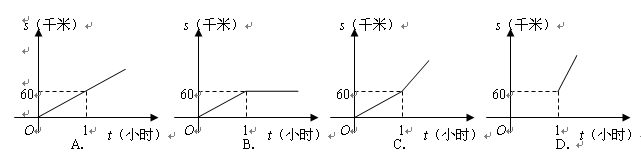 s（千米） s（千米） s（千米） s（千米）
60 60 60 60
O 1 t（小时） O 1 t（小时） O 1 t（小时） O 1 t（小时）
A. B. C. D.